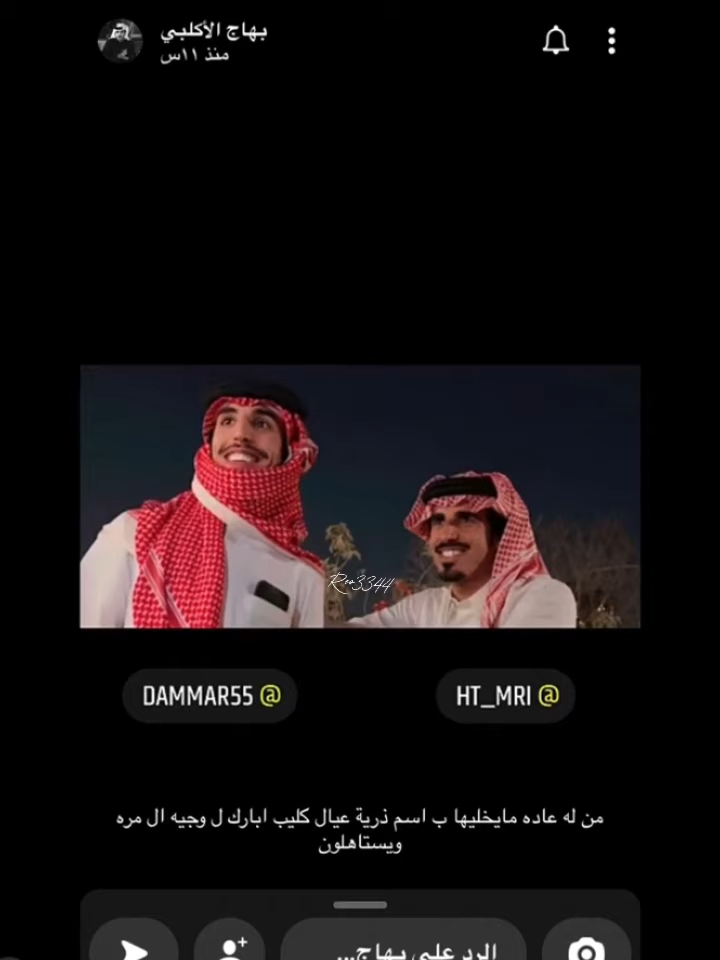 بهاج الأكلبي
منذ ١١س
Roo3344
DAMMAR55 @
HT_MRI @
من له عاده مايخليها ب اسم ذرية عيال كليب ابارك ل وجيه ال مره
ويستاهلون
الرد على بهاج...